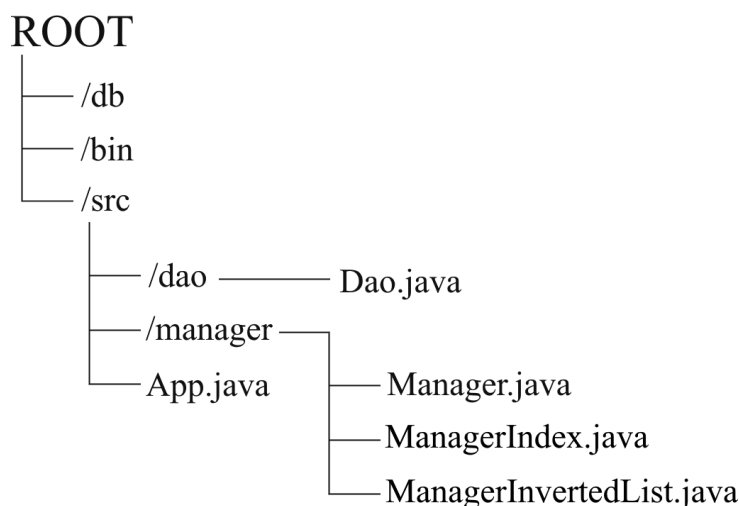 ROOT
/db
/bin
/src
/dao
Dao.java
/manager
App.java
Manager.java
ManagerIndex.java
ManagerInvertedList.java